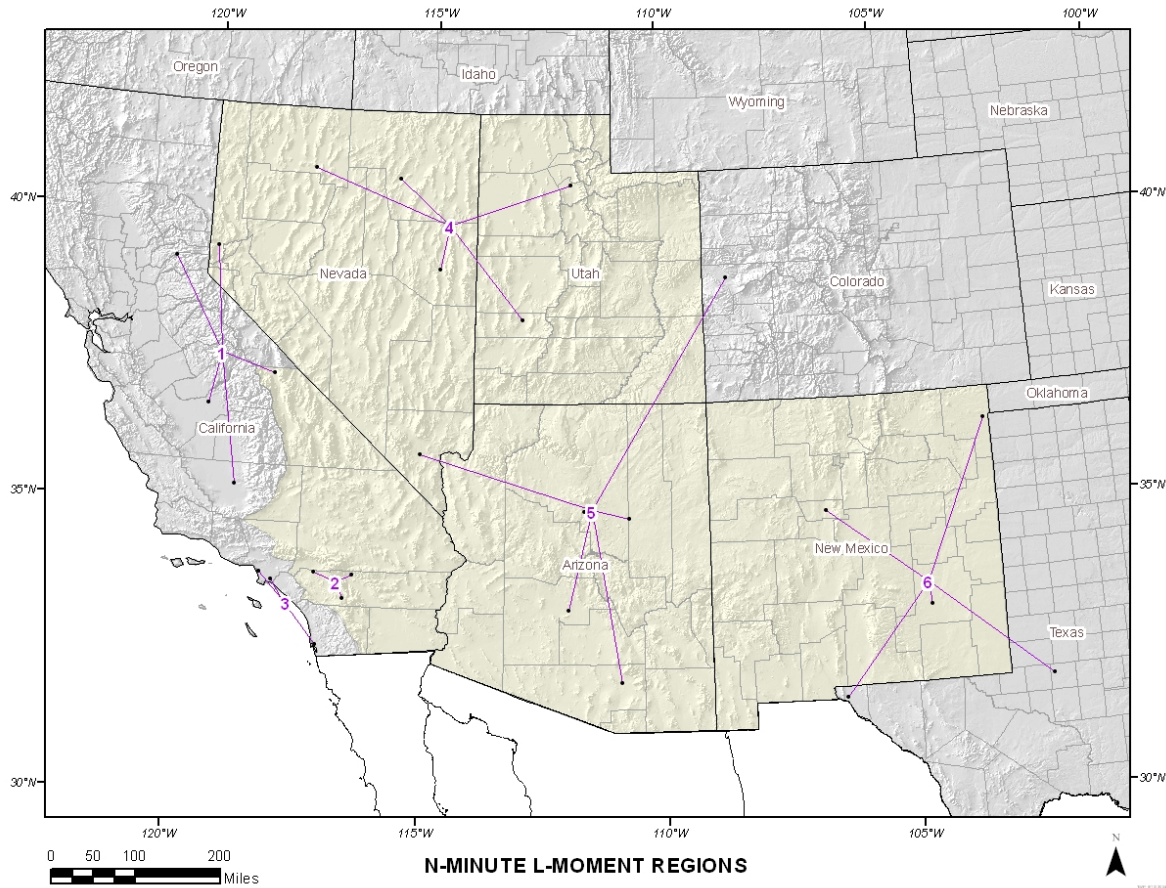 120°W 115°W 110°W 105°W 100°W
Oregon
Idaho
Wyoming
Nebraska
40°N
40°N
4
Nevada
Utah
Colorado
Kansas
1
Oklahoma
California
35°N
35°N
5
New Mexico
Arizona
2
6
3
Texas
30°N
30°N
120°W 115°W 110°W 105°W
0 50 100 200
Miles
N-MINUTE L-MOMENT REGIONS
N